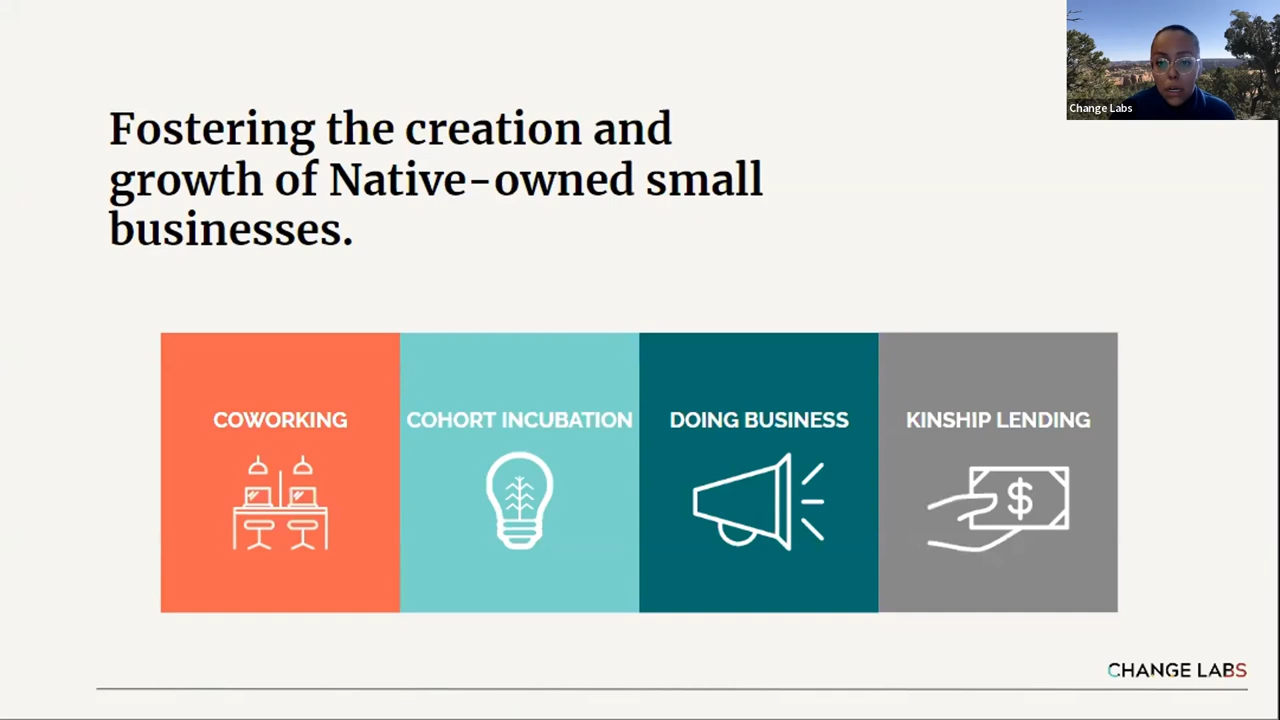 Change Labs
Fostering the creation and
growth of Native-owned small
businesses.
COWORKING
COHORT INCUBATION
DOING BUSINESS
KINSHIP LENDING
$
CHANGE LABS